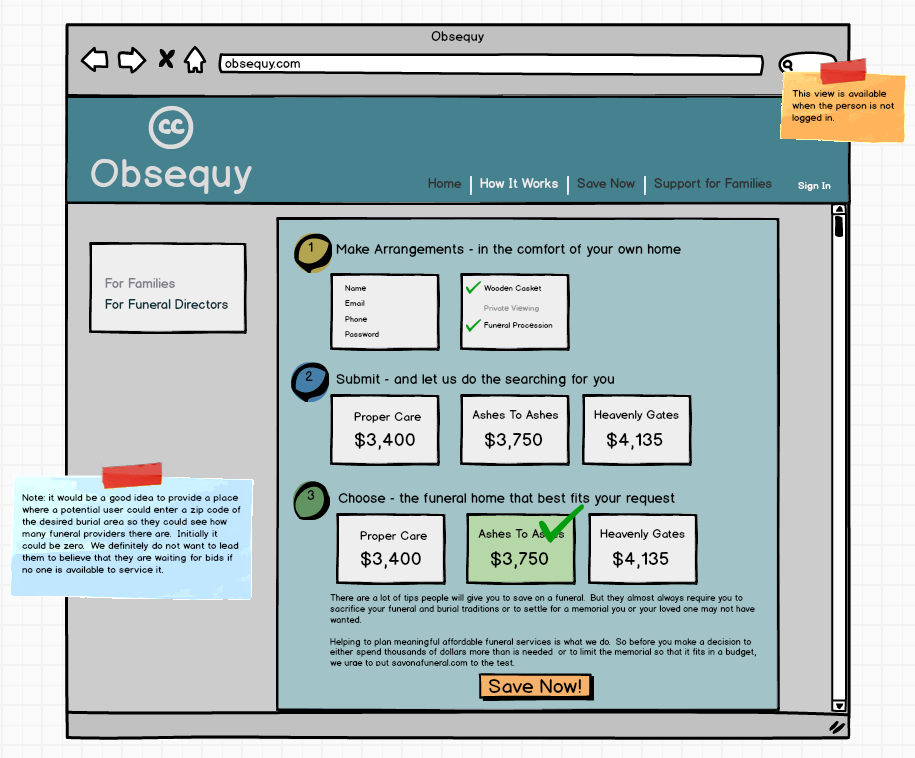 Obsequy
obsequy.com
This view is available
when the person is not
logged in.
cc
Obsequy
Home
How It Works
Save Now
Support for Families
Sign In
For Families
For Funeral Directors
1
Make Arrangements - in the comfort of your own home
Name
Email
Phone
Password
Wooden Casket
Private Viewing
Funeral Procession
2
Submit - and let us do the searching for you
Proper Care
$3,400
Ashes To Ashes
$3,750
Heavenly Gates
$4,135
Note: it would be a good idea to provide a place
where a potential user could enter a zip code of
the desired burial area so they could see how
many funeral providers there are. Initially it
could be zero. We definitely do not want to lead
them to believe that they are waiting for bids if
no one is available to service it.
3
Choose - the funeral home that best fits your request
Proper Care
$3,400
Ashes To Ashes
$3,750
Heavenly Gates
$4,135
There are a lot of tips people will give you to save on a funeral. But they almost always require you to
sacrifice your funeral and burial traditions or to settle for a memorial you or your loved one may not have
wanted.
Helping to plan meaningful affordable funeral services is what we do. So before you make a decision to
either spend thousands of dollars more than is needed or to limit the memorial so that it fits in a budget,
we urge to put savonafuneral.com to the test.
Save Now!